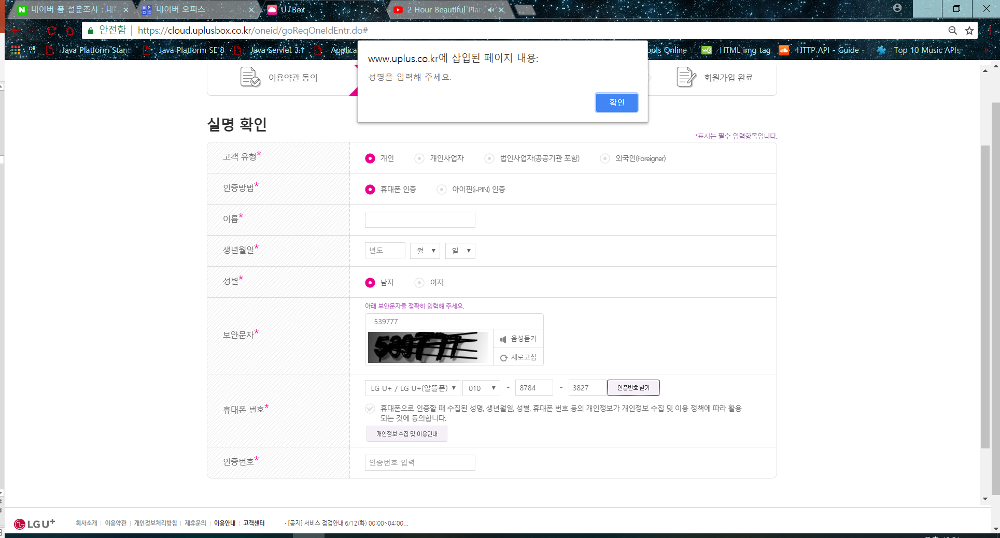 네이버 폼 설문조사 : 네이
네이버 오피스
U+Box
2 Hour Beautiful Pian
안전함
https://cloud.uplusbox.co.kr/oneid/goReqOneIdEntr.do#
앱
Java Platform Stand
Java Platform SE 8
Java Servlet 3.1
Applica
ools Online
HTML img tag
HTTP API - Guide
Top 10 Music APIs
www.uplus.co.kr에 삽입된 페이지 내용:
성명을 입력해 주세요.
확인
이용약관 동의
회원가입 완료
실명 확인
*표시는 필수 입력항목입니다.
고객 유형*
개인 개인사업자 법인사업자(공공기관 포함) 외국인(Foreigner)
인증방법*
휴대폰 인증 아이핀(i-PIN) 인증
이름*
생년월일*
년도 월 일
성별*
남자 여자
보안문자*
아래 보안문자를 정확히 입력해 주세요.
539777
539777
음성듣기
새로고침
휴대폰 번호*
LG U+ / LG U+(알뜰폰) 010 - 8784 - 3827 인증번호 받기
휴대폰으로 인증할 때 수집된 성명, 생년월일, 성별, 휴대폰 번호 등의 개인정보가 개인정보 수집 및 이용 정책에 따라 활용
되는 것에 동의합니다.
개인정보 수집 및 이용안내
인증번호*
인증번호 입력
LG U+
회사소개 | 이용약관 | 개인정보처리방침 | 제휴문의 | 이용안내 | 고객센터
· [공지] 서비스 점검안내 6/12(화) 00:00~04:00...